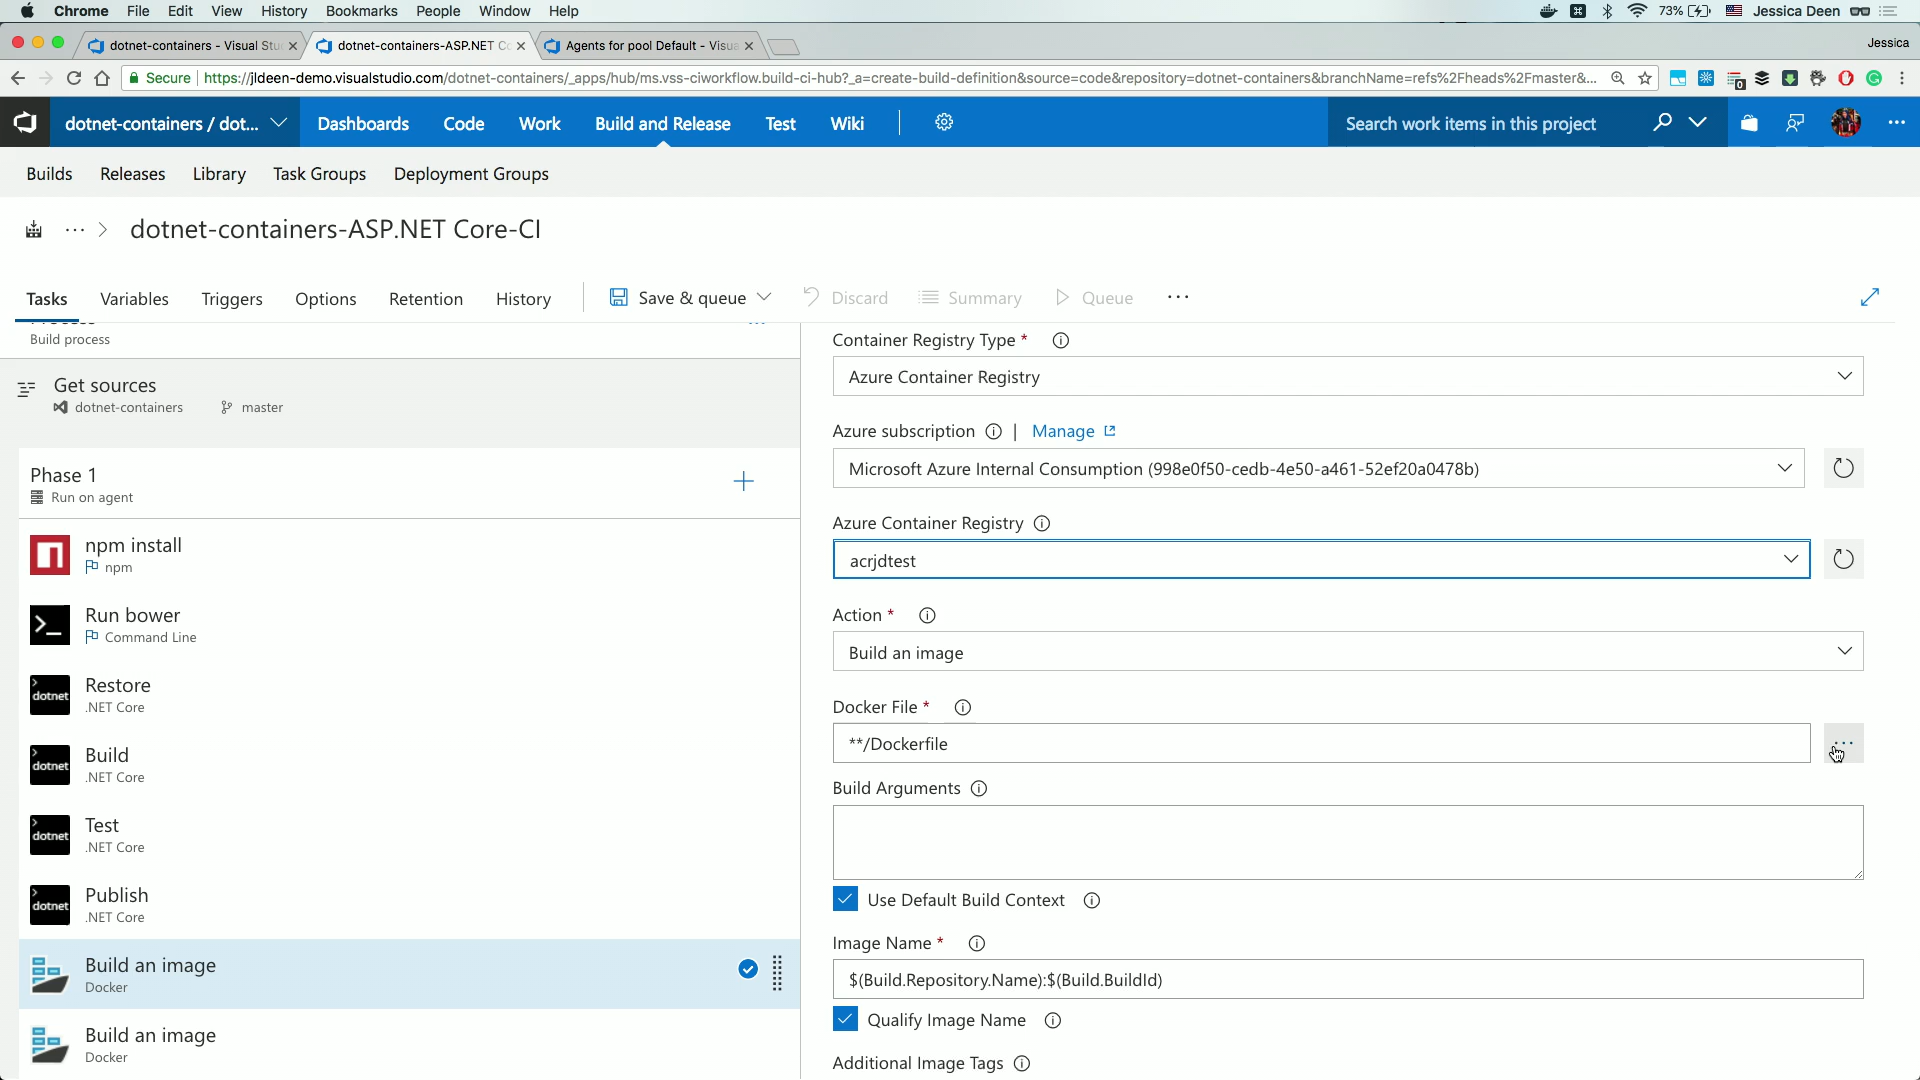 Chrome File Edit View History Bookmarks People Window Help 73% Jessica Deen
dotnet-containers - Visual Stu dotnet-containers-ASP.NET C Agents for pool Default - Visua Jessica
Secure | https://jldeen-demo.visualstudio.com/dotnet-containers/_apps/hub/ms.vss-ciworkflow.build-ci-hub?_a=create-build-definition&source=code&repository=dotnet-containers&branchName=refs%2Fheads%2Fmaster&...
dotnet-containers / dot... Dashboards Code Work Build and Release Test Wiki Search work items in this project
Builds Releases Library Task Groups Deployment Groups
... > dotnet-containers-ASP.NET Core-CI
Tasks Variables Triggers Options Retention History Save & queue Discard Summary Queue ...
Process
Build process
Get sources
dotnet-containers master
Phase 1
Run on agent
npm install
npm
Run bower
Command Line
dotnet
Restore
.NET Core
dotnet
Build
.NET Core
dotnet
Test
.NET Core
dotnet
Publish
.NET Core
Build an image
Docker
Build an image
Docker
Container Registry Type *
Azure Container Registry
Azure subscription | Manage
Microsoft Azure Internal Consumption (998e0f50-cedb-4e50-a461-52ef20a0478b)
Azure Container Registry
acrjdtest
Action *
Build an image
Docker File *
**/Dockerfile
...
Build Arguments
Use Default Build Context
Image Name *
$(Build.Repository.Name):$(Build.BuildId)
Qualify Image Name
Additional Image Tags